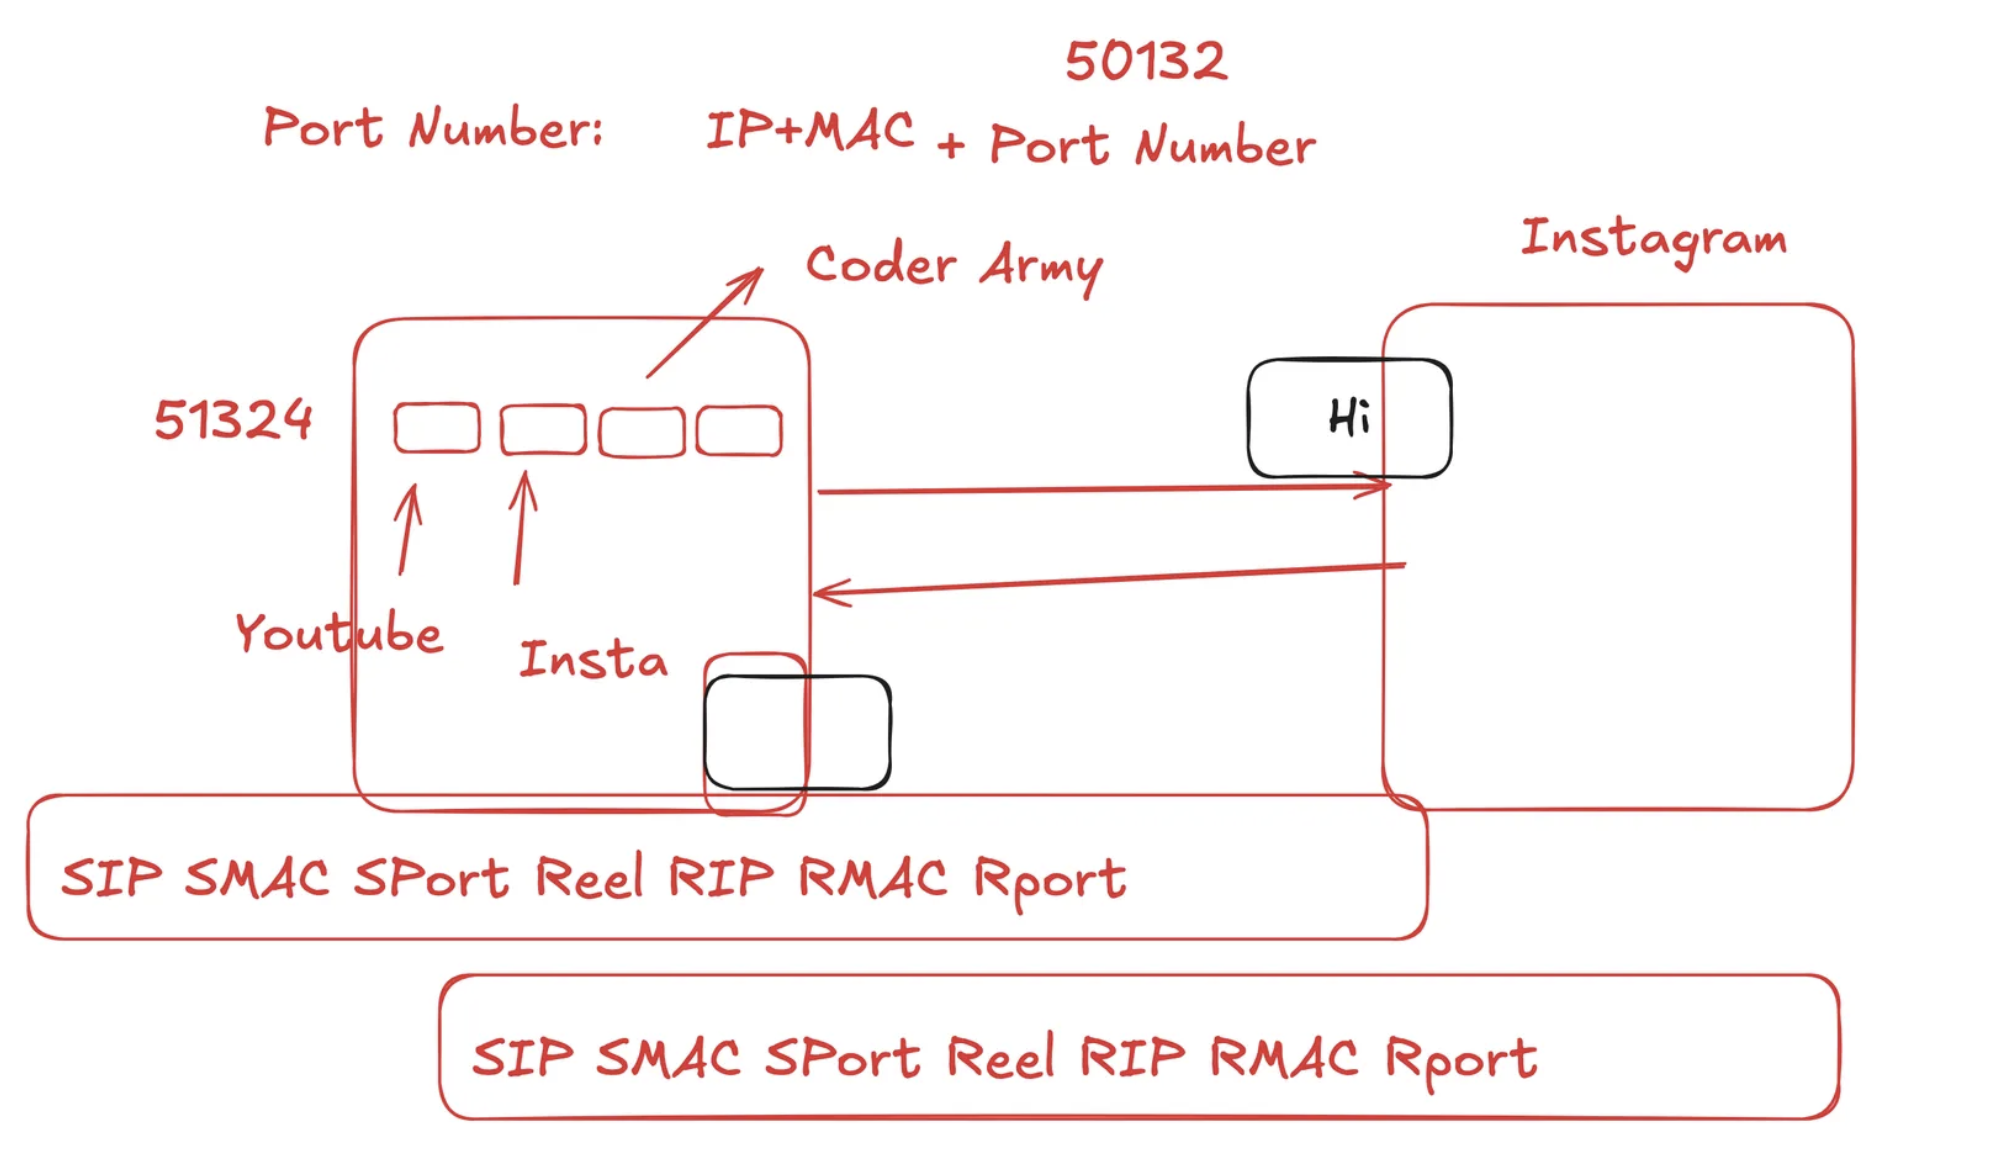 50132
Port Number: IP+MAC + Port Number
Instagram
Coder Army
51324
Hi
Youtube
Insta
SIP SMAC SPort Reel RIP RMAC Rport
SIP SMAC SPort Reel RIP RMAC Rport